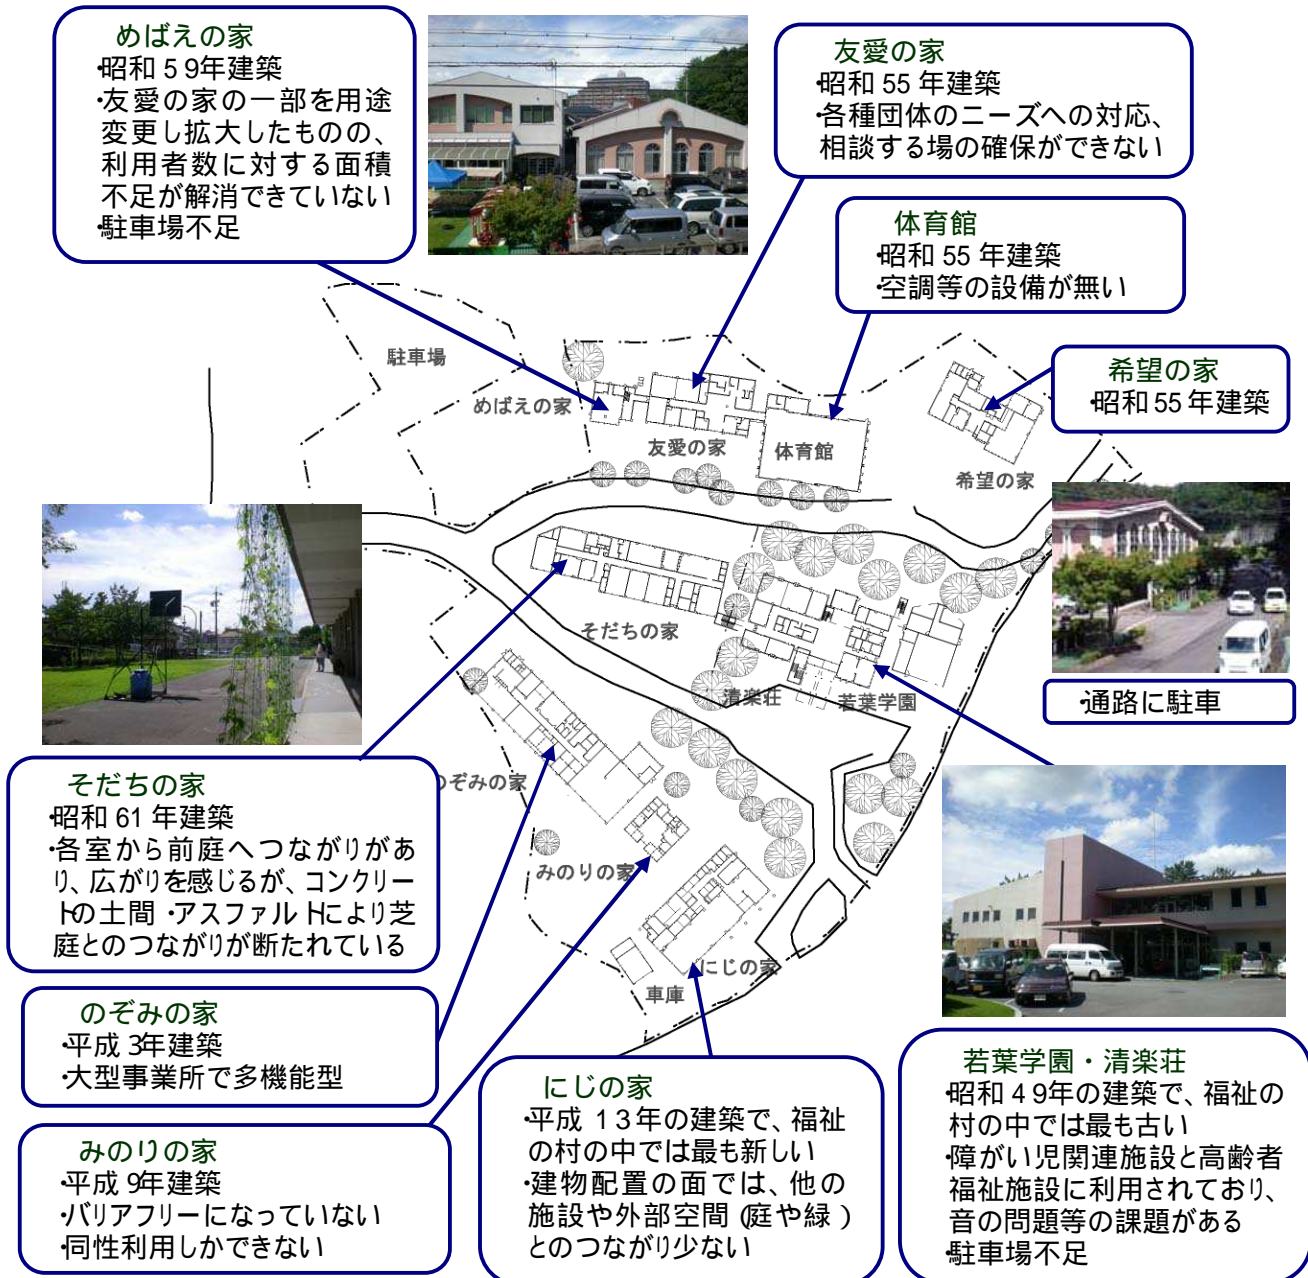 めばえの家
・昭和59年建築
・友愛の家の一部を用途
変更し拡大したものの、
利用者数に対する面積
不足が解消できていない
・駐車場不足
友愛の家
・昭和55年建築
・各種団体のニーズへの対応、
相談する場の確保ができない
体育館
・昭和55年建築
・空調等の設備が無い
希望の家
・昭和55年建築
駐車場
めばえの家
友愛の家
体育館
希望の家
そだちの家
清楽荘
若葉学園
のぞみの家
みのりの家
にじの家
車庫
・通路に駐車
そだちの家
・昭和61年建築
・各室から前庭へつながりがあ
り、広がりを感じるが、コンクリー
トの土間・アスファルトにより芝
庭とのつながりが断たれている
のぞみの家
・平成3年建築
・大型事業所で多機能型
みのりの家
・平成9年建築
・バリアフリーになっていない
・同性利用しかできない
にじの家
・平成13年の建築で、福祉
の村の中では最も新しい
・建物配置の面では、他の
施設や外部空間(庭や緑)
とのつながり少ない
若葉学園・清楽荘
・昭和49年の建築で、福祉の
村の中では最も古い
・障がい児関連施設と高齢者
福祉施設に利用されており、
音の問題等の課題がある
・駐車場不足